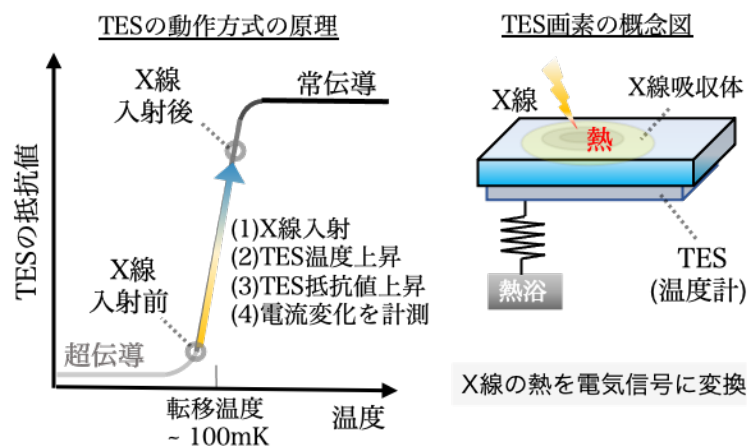 TESの動作方式の原理
TESの抵抗値
X線
入射後
常伝導
X線
入射前
(1)X線入射
(2)TES温度上昇
(3)TES抵抗値上昇
(4)電流変化を計測
超伝導
転移温度
~ 100mK
温度
TES画素の概念図
X線
X線吸収体
熱
TES
(温度計)
熱浴
X線の熱を電気信号に変換